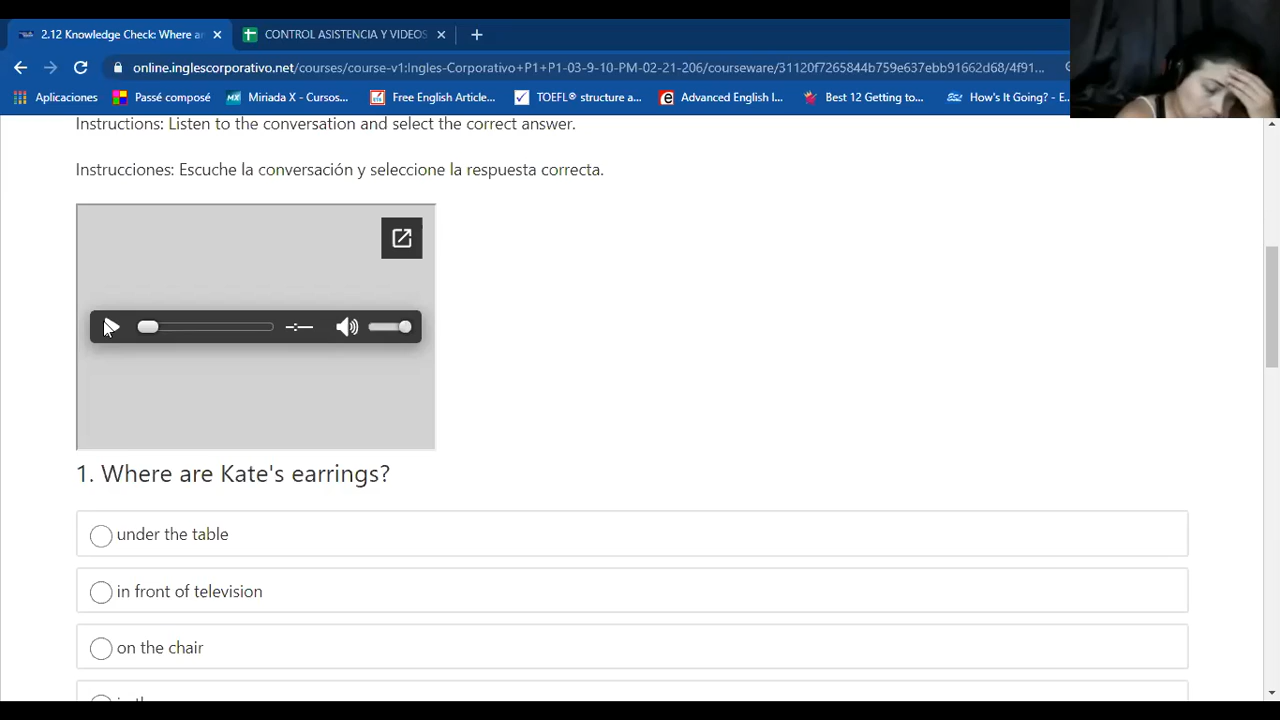 2.12 Knowledge Check: Where ar
CONTROL ASISTENCIA Y VIDEOS
online.inglescorporativo.net/courses/course-v1:Ingles-Corporativo+P1+P1-03-9-10-PM-02-21-206/courseware/31120f7265844b759e637ebb91662d68/4f91...
Aplicaciones
Passé composé
Miriada X - Cursos...
Free English Article...
TOEFL® structure a...
Advanced English l...
Best 12 Getting to...
How's It Going? - E...
Instructions: Listen to the conversation and select the correct answer.
Instrucciones: Escuche la conversación y seleccione la respuesta correcta.
1. Where are Kate's earrings?
under the table
in front of television
on the chair